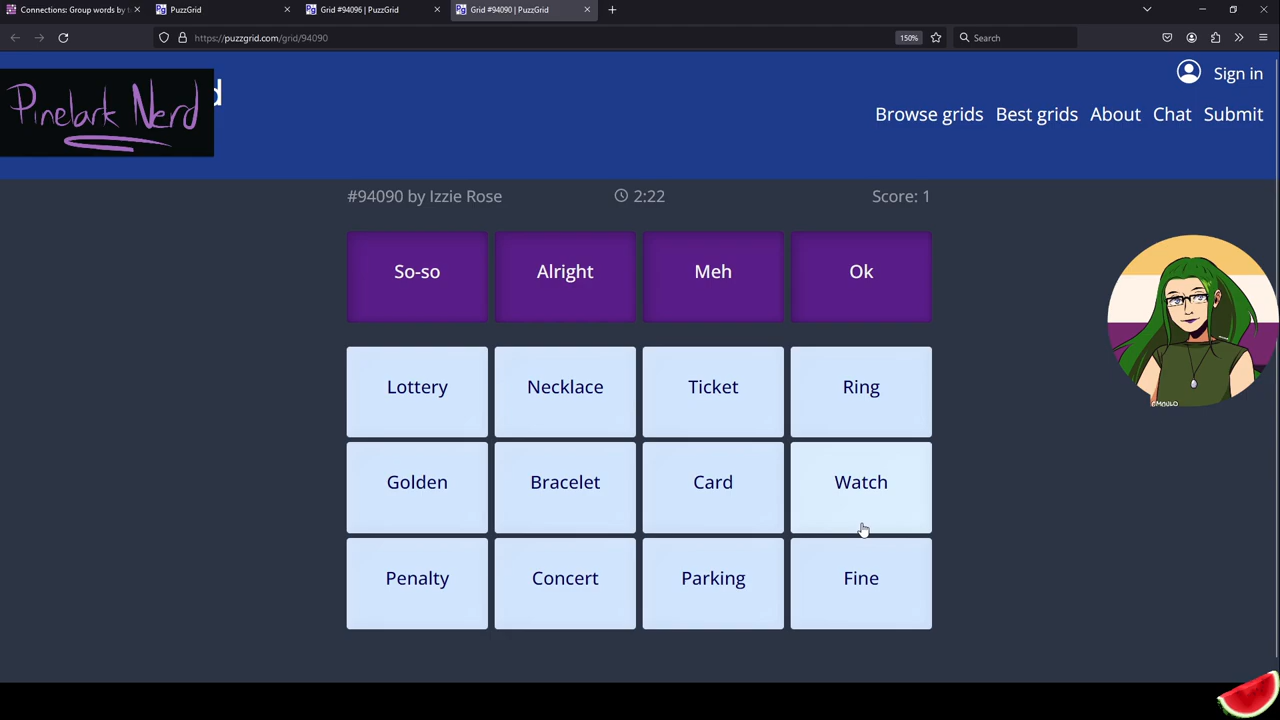 Connections: Group words by
PuzzGrid
Grid #94096 | PuzzGrid
Grid #94090 | PuzzGrid
https://puzzgrid.com/grid/94090
150%
Search
Pinelark Nerd
d
Sign in
Browse grids
Best grids
About
Chat
Submit
#94090 by Izzie Rose
2:22
Score: 1
So-so
Alright
Meh
Ok
Lottery
Necklace
Ticket
Ring
Golden
Bracelet
Card
Watch
Penalty
Concert
Parking
Fine